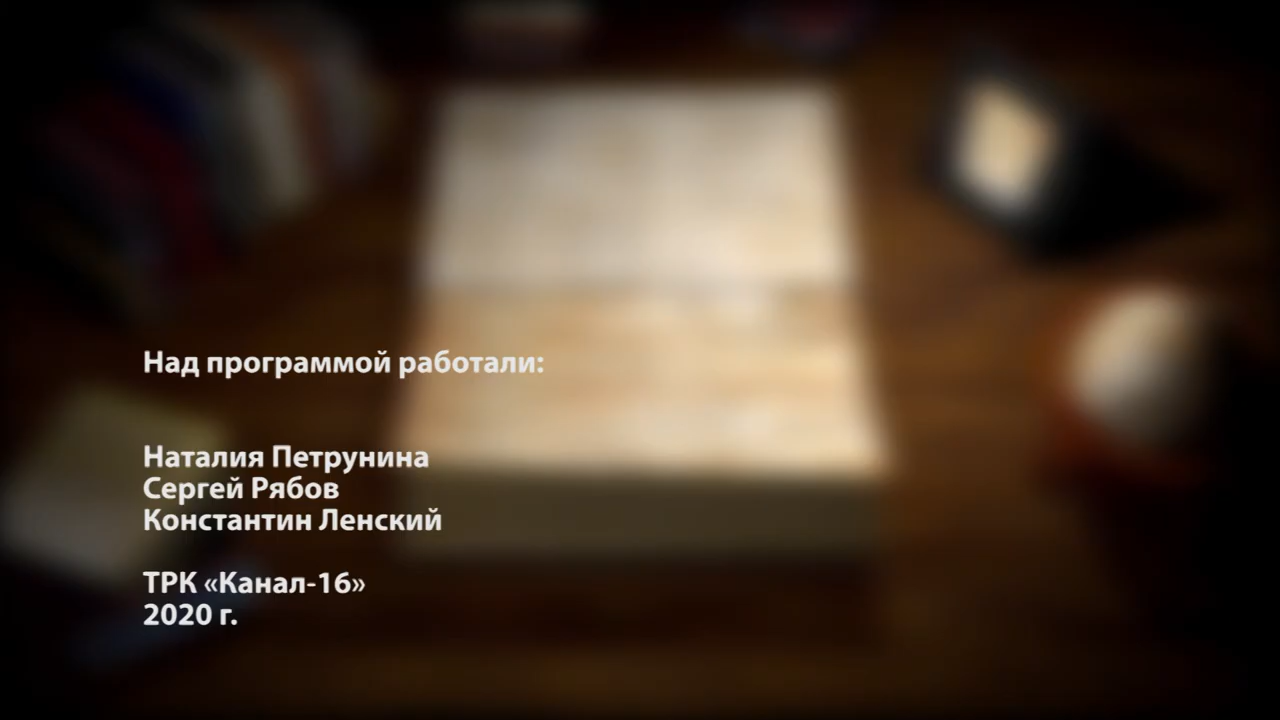 Над программой работали:
Наталия Петрунина
Сергей Рябов
Константин Ленский
ТРК «Канал-16»
2020 г.